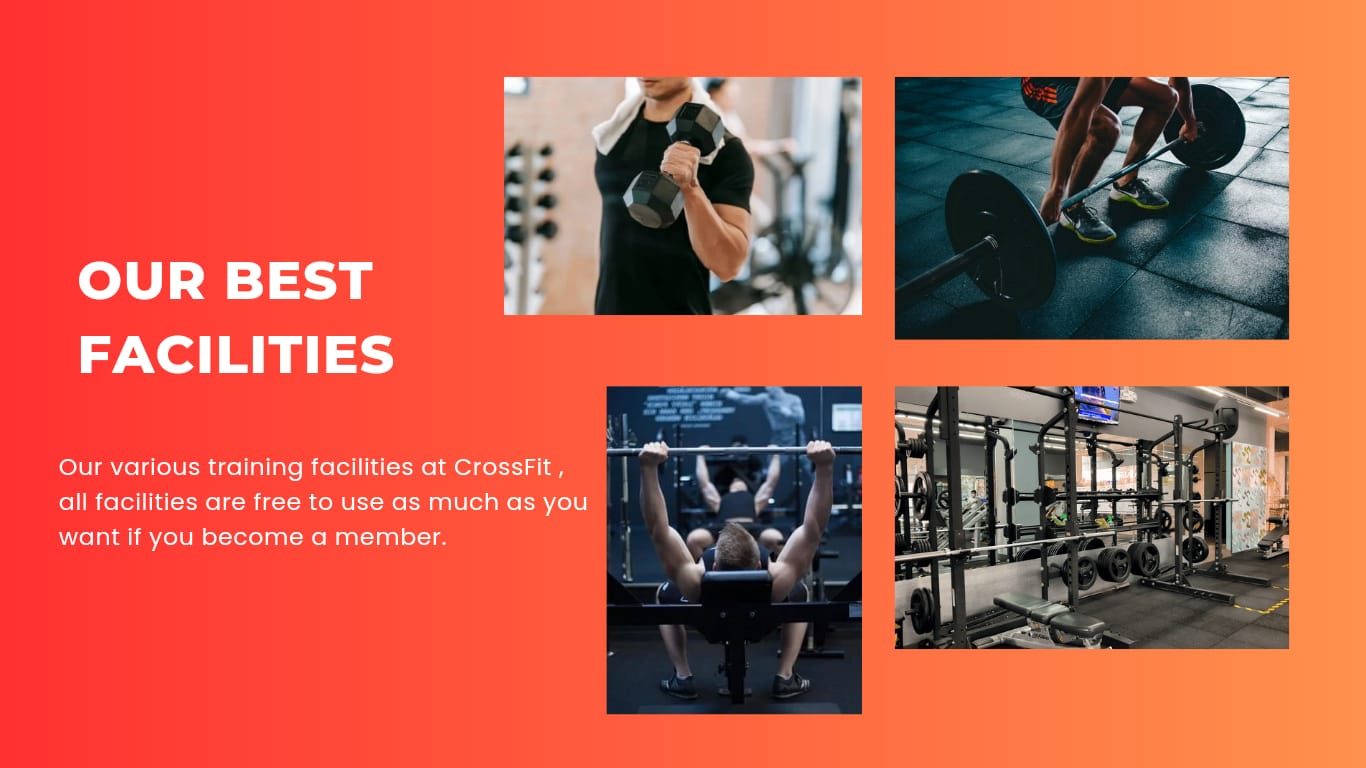 OUR BEST
FACILITIES
Our various training facilities at CrossFit ,
all facilities are free to use as much as you
want if you become a member.